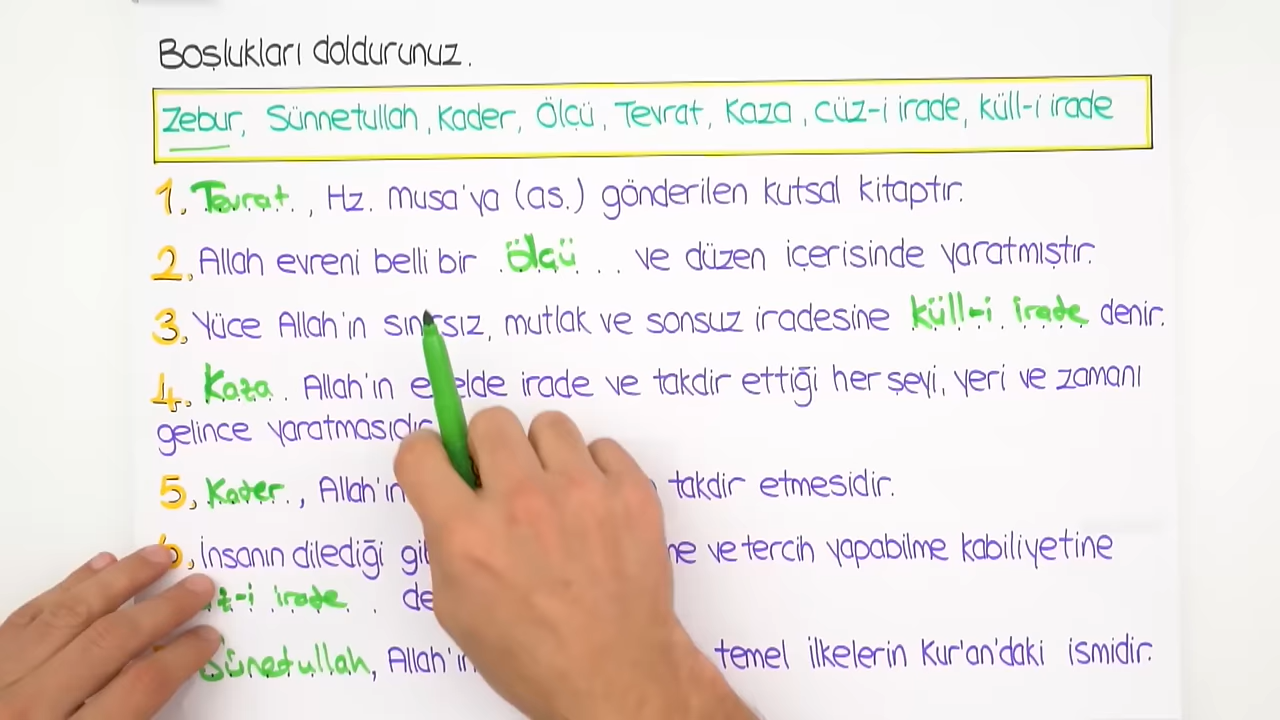 Boşlukları doldurunuz.
Zebur, Sünnetullah, Kader, Ölçü, Tevrat, Kaza, cüz-i irade, küll-i irade
1. Tevrat, Hz. musa'ya (as.) gönderilen kutsal kitaptır.
2. Allah evreni belli bir ölçü ve düzen içerisinde yaratmıştır.
3. Yüce Allah'ın sınırsız, mutlak ve sonsuz iradesine küll-i irade denir.
4. Kaza. Allah'ın ezelde irade ve takdir ettiği her şeyi, yeri ve zamanı
gelince yaratmasıdır
5. Kader, Allah'ın takdir etmesidir.
6. İnsanın dilediği ve tercih yapabilme kabiliyetine
irade
Sünetullah, Allah'ın temel ilkelerin Kur'an'daki ismidir.